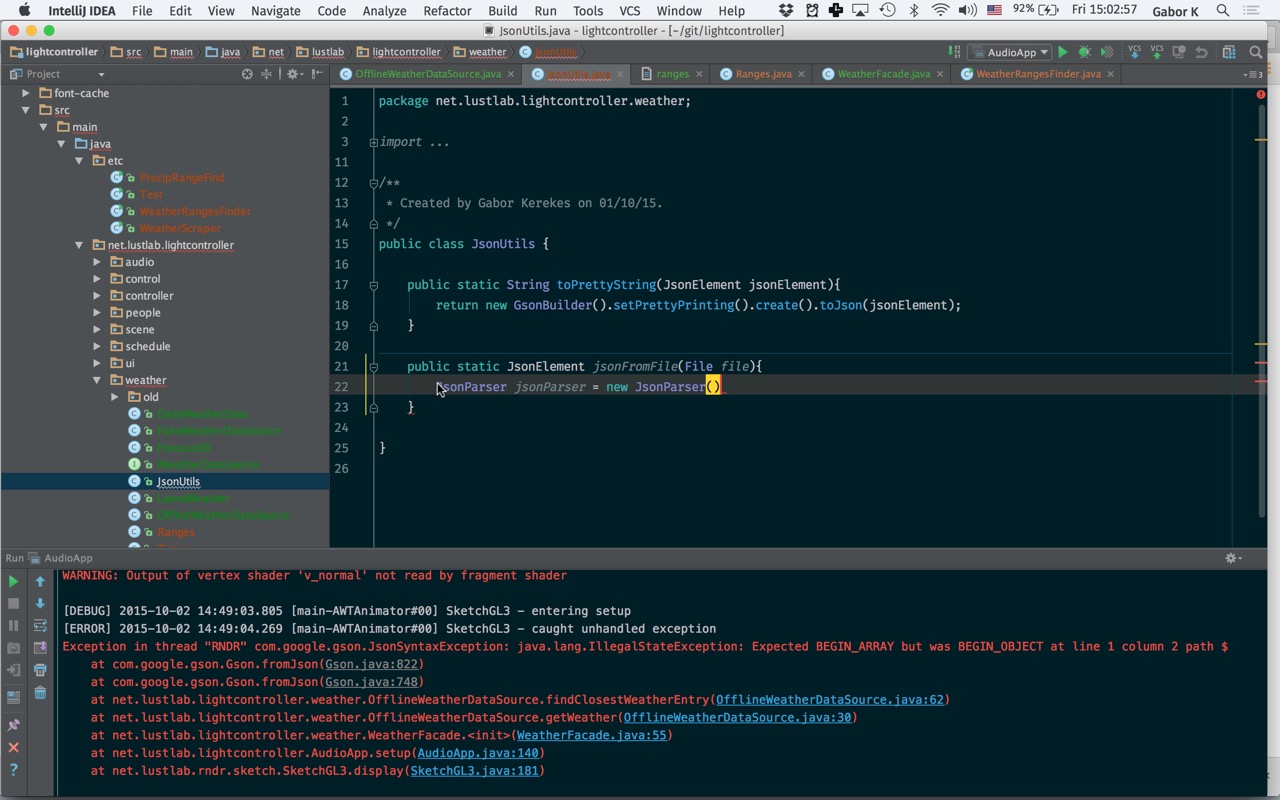 IntelliJ IDEA File Edit View Navigate Code Analyze Refactor Build Run Tools VCS Window Help 92% Fri 15:02:57 Gabor K
JsonUtils.java - lightcontroller - [~/git/lightcontroller]
lightcontroller src main java net lustlab lightcontroller weather JsonUtils AudioApp VCS VCS
Project OfflineWeatherDataSource.java JsonUtils.java ranges Ranges.java WeatherFacade.java WeatherRangesFinder.java
font-cache
src
main
java
etc
PrecipRangeFind
Test
WeatherRangesFinder
WeatherScraper
net.lustlab.lightcontroller
audio
control
controller
people
scene
schedule
ui
weather
old
JsonUtils
OfflineWeatherDataSource
Ranges
1 package net.lustlab.lightcontroller.weather;
2
3 import ...
11
12 /**
13 * Created by Gabor Kerekes on 01/10/15.
14 */
15 public class JsonUtils {
16
17 public static String toPrettyString(JsonElement jsonElement){
18 return new GsonBuilder().setPrettyPrinting().create().toJson(jsonElement);
19 }
20
21 public static JsonElement jsonFromFile(File file){
22 JsonParser jsonParser = new JsonParser()
23 }
24
25 }
26
Run AudioApp
WARNING: Output of vertex shader 'v_normal' not read by fragment shader
[DEBUG] 2015-10-02 14:49:03.805 [main-AWTAnimator#00] SketchGL3 - entering setup
[ERROR] 2015-10-02 14:49:04.269 [main-AWTAnimator#00] SketchGL3 - caught unhandled exception
Exception in thread "RNDR" com.google.gson.JsonSyntaxException: java.lang.IllegalStateException: Expected BEGIN_ARRAY but was BEGIN_OBJECT at line 1 column 2 path $
at com.google.gson.Gson.fromJson(Gson.java:822)
at com.google.gson.Gson.fromJson(Gson.java:748)
at net.lustlab.lightcontroller.weather.OfflineWeatherDataSource.findClosestWeatherEntry(OfflineWeatherDataSource.java:62)
at net.lustlab.lightcontroller.weather.OfflineWeatherDataSource.getWeather(OfflineWeatherDataSource.java:30)
at net.lustlab.lightcontroller.weather.WeatherFacade.<init>(WeatherFacade.java:55)
at net.lustlab.lightcontroller.AudioApp.setup(AudioApp.java:140)
at net.lustlab.rndr.sketch.SketchGL3.display(SketchGL3.java:181)